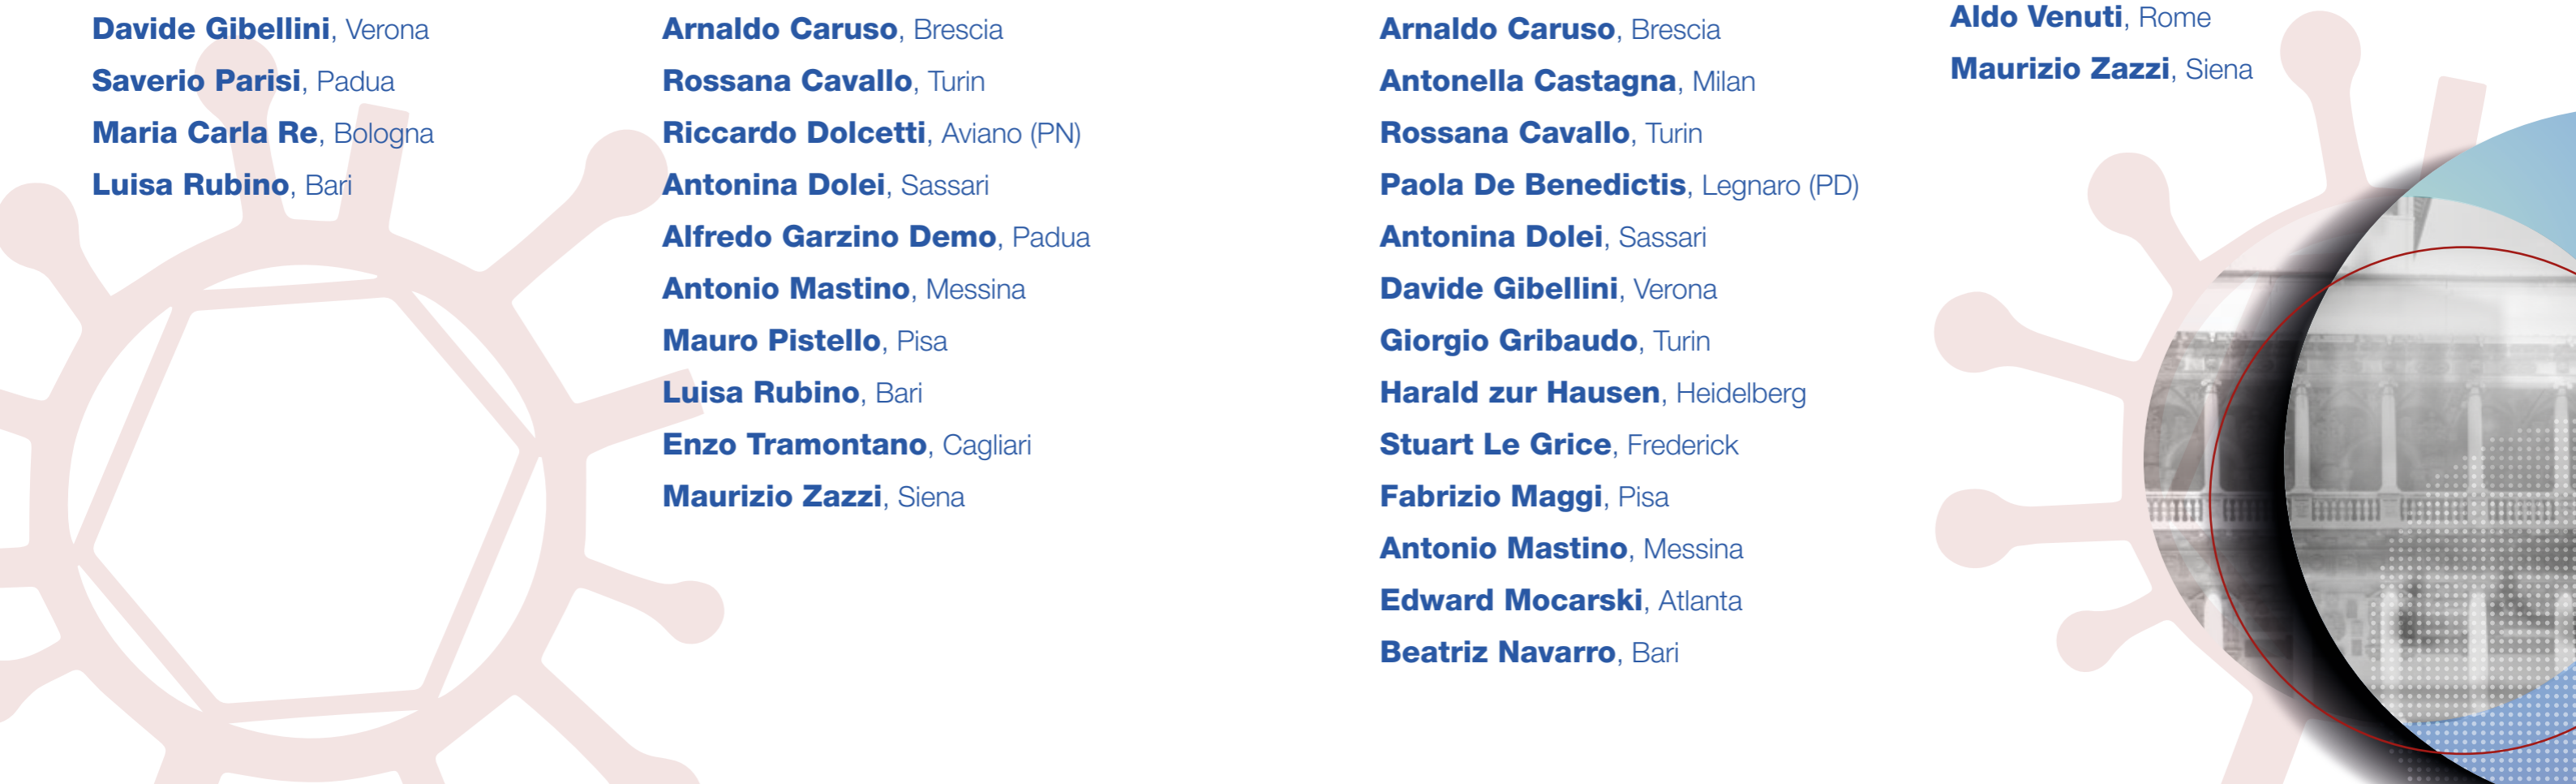 Davide Gibellini, Verona
Saverio Parisi, Padua
Maria Carla Re, Bologna
Luisa Rubino, Bari
Arnaldo Caruso, Brescia
Rossana Cavallo, Turin
Riccardo Dolcetti, Aviano (PN)
Antonina Dolei, Sassari
Alfredo Garzino Demo, Padua
Antonio Mastino, Messina
Mauro Pistello, Pisa
Luisa Rubino, Bari
Enzo Tramontano, Cagliari
Maurizio Zazzi, Siena
Arnaldo Caruso, Brescia
Antonella Castagna, Milan
Rossana Cavallo, Turin
Paola De Benedictis, Legnaro (PD)
Antonina Dolei, Sassari
Davide Gibellini, Verona
Giorgio Gribaudo, Turin
Harald zur Hausen, Heidelberg
Stuart Le Grice, Frederick
Fabrizio Maggi, Pisa
Antonio Mastino, Messina
Edward Mocarski, Atlanta
Beatriz Navarro, Bari
Aldo Venuti, Rome
Maurizio Zazzi, Siena